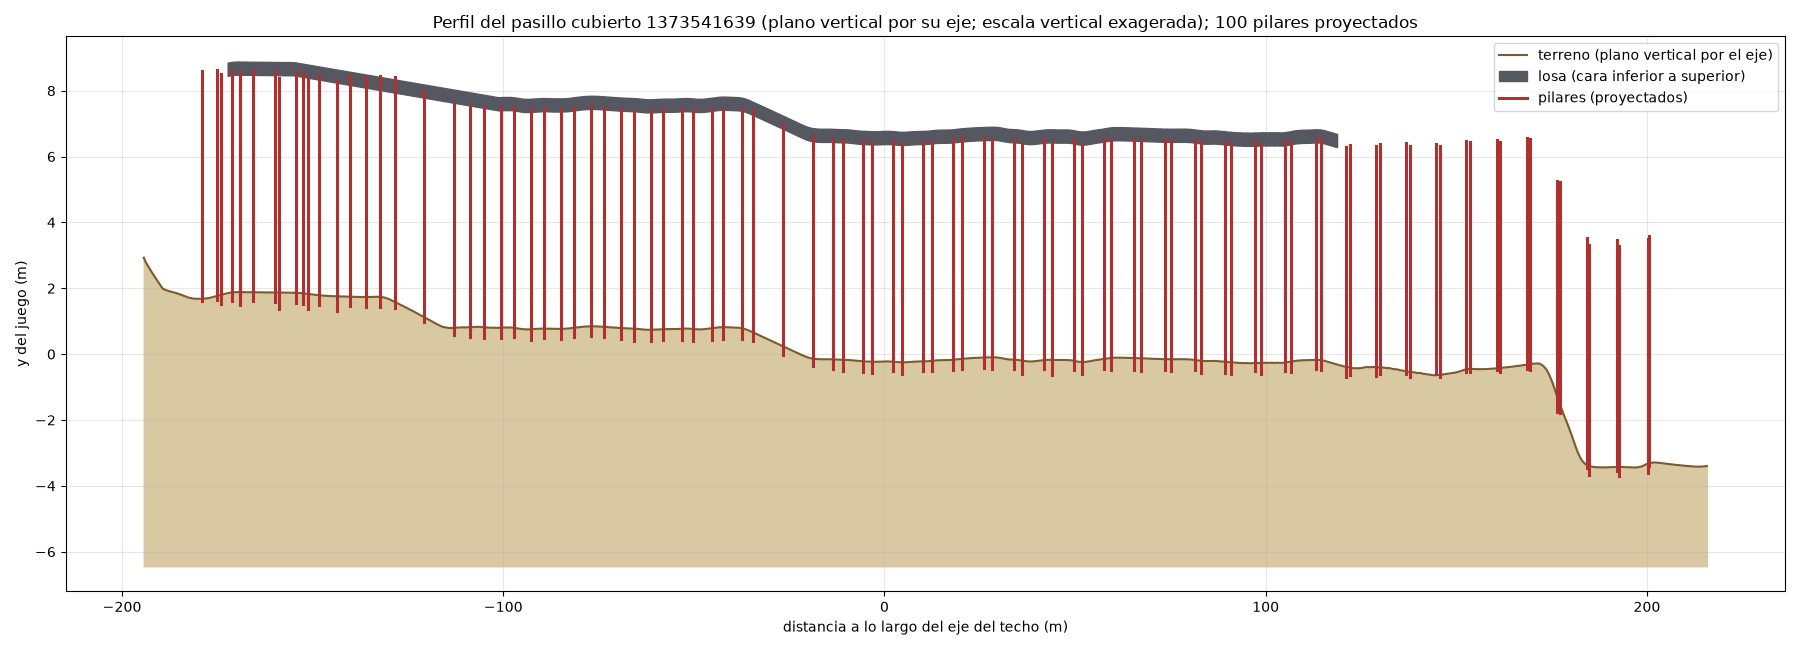 Perfil del pasillo cubierto 1373541639 (plano vertical por su eje; escala vertical exagerada); 100 pilares proyectados
terreno (plano vertical por el eje)
losa (cara inferior a superior)
pilares (proyectados)
y del juego (m)
8
6
4
2
0
−2
−4
−6
−200
−100
0
100
200
distancia a lo largo del eje del techo (m)